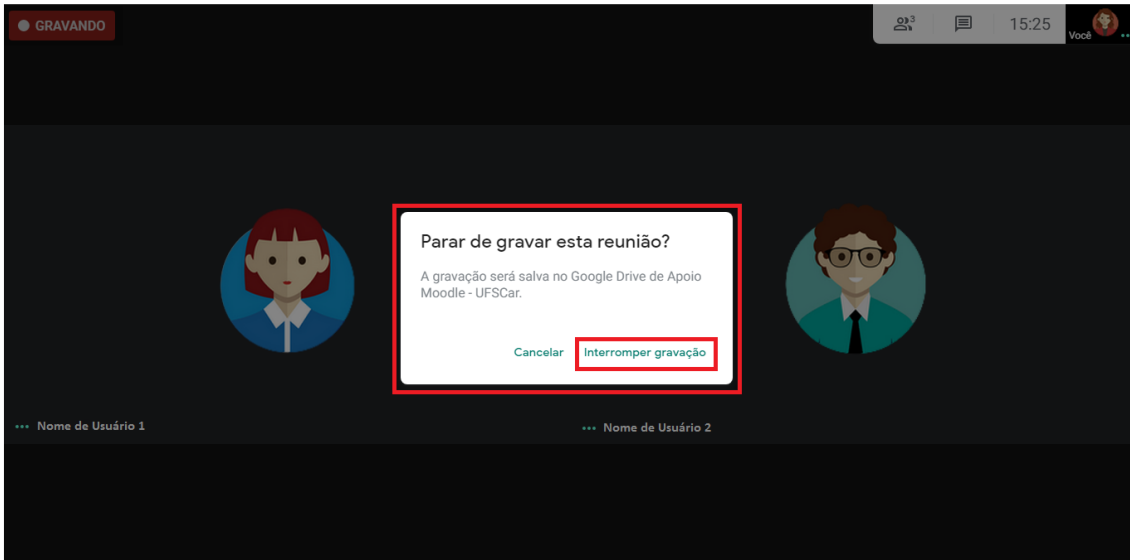 GRAVANDO
3
15:25
Você
Parar de gravar esta reunião?
A gravação será salva no Google Drive de Apoio
Moodle - UFSCar.
Cancelar Interromper gravação
Nome de Usuário 1
Nome de Usuário 2